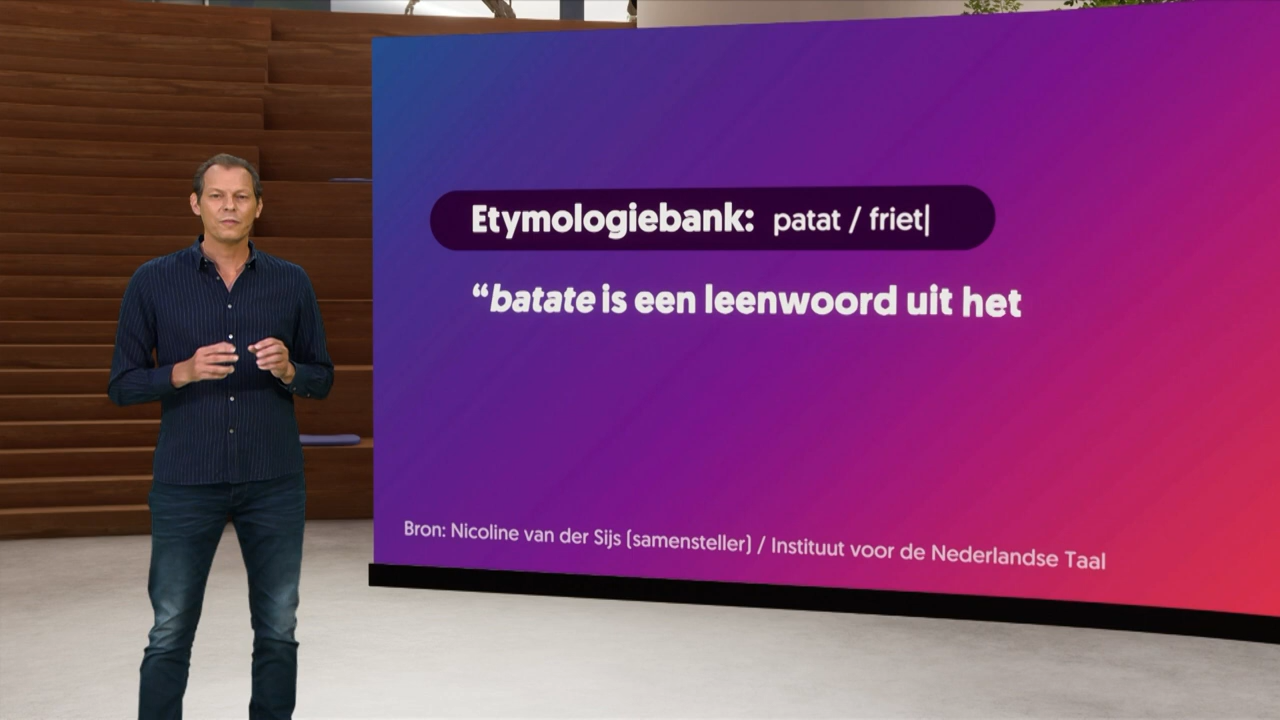 Etymologiebank: patat / friet|
“batate is een leenwoord uit het
Bron: Nicoline van der Sijs (samensteller) / Instituut voor de Nederlandse Taal